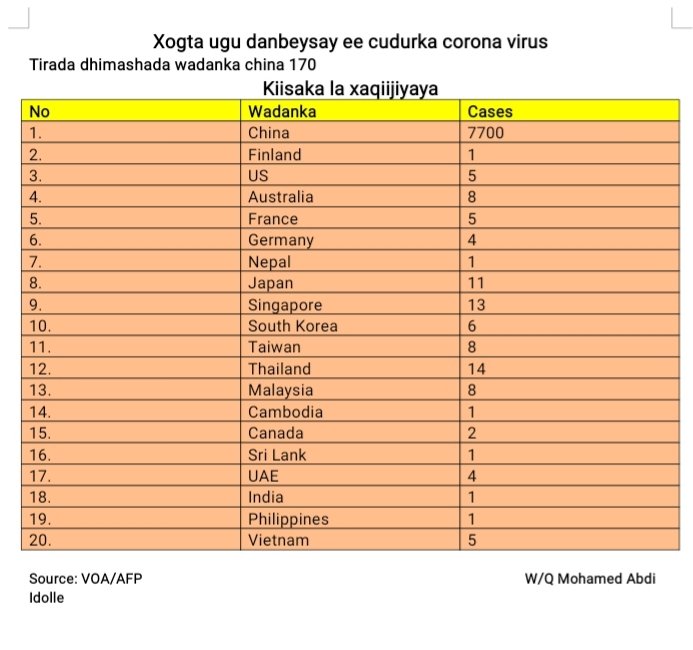 Xogta ugu danbeysay ee cudurka corona virus
Tirada dhimashada wadanka china 170
Kiisaka la xaqiijiyaya
No Wadanka Cases
1. China 7700
2. Finland 1
3. US 5
4. Australia 8
5. France 5
6. Germany 4
7. Nepal 1
8. Japan 11
9. Singapore 13
10. South Korea 6
11. Taiwan 8
12. Thailand 14
13. Malaysia 8
14. Cambodia 1
15. Canada 2
16. Sri Lank 1
17. UAE 4
18. India 1
19. Philippines 1
20. Vietnam 5
Source: VOA/AFP W/Q Mohamed Abdi
Idolle